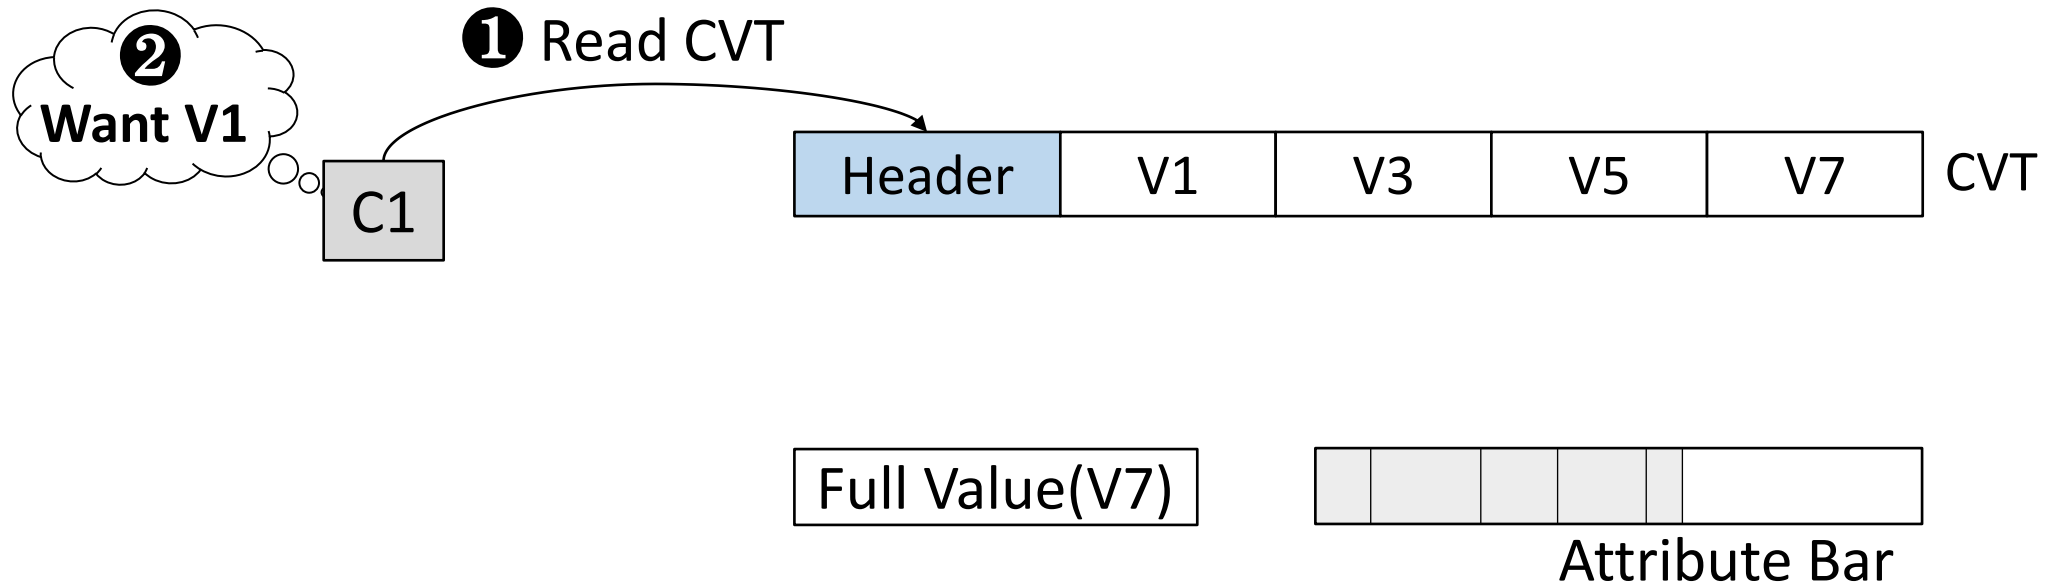 ❷
Want V1
❶ Read CVT
C1
Header V1 V3 V5 V7 CVT
Full Value(V7)
Attribute Bar